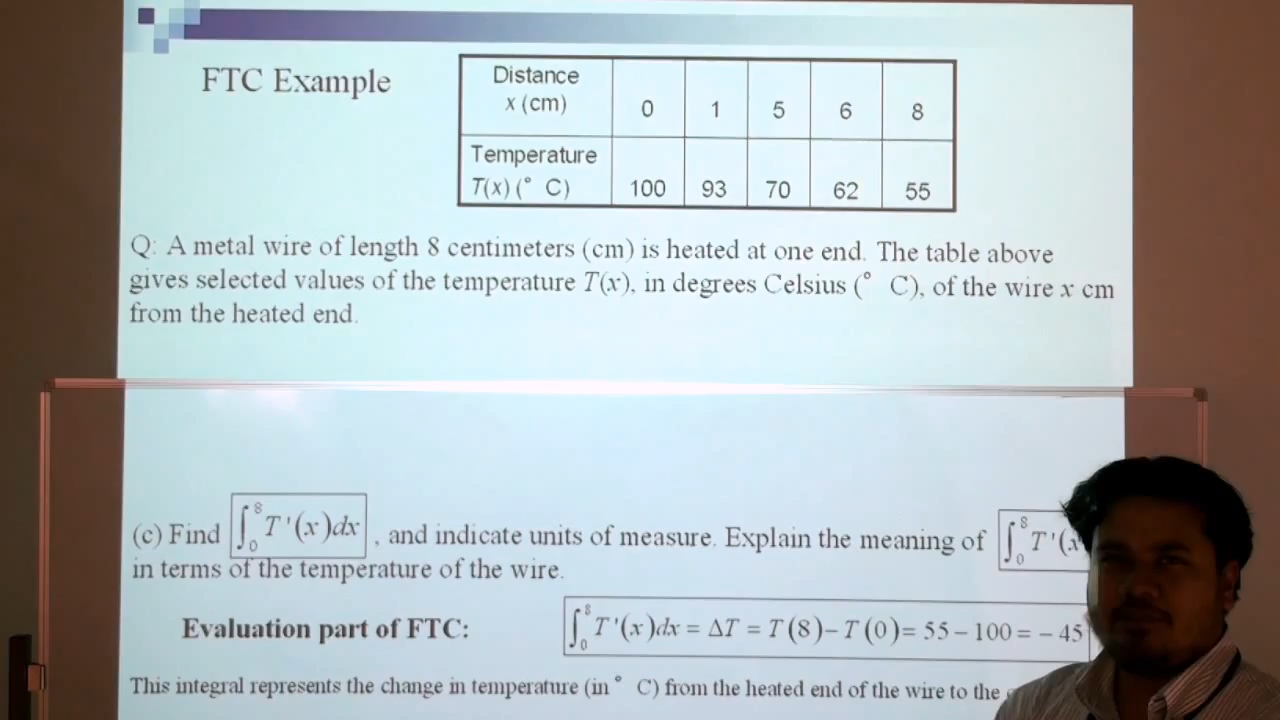 FTC Example
Distance x (cm) 0 1 5 6 8
Temperature T(x) (° C) 100 93 70 62 55
Q: A metal wire of length 8 centimeters (cm) is heated at one end. The table above
gives selected values of the temperature T(x), in degrees Celsius (° C), of the wire x cm
from the heated end.
(c) Find ∫₀⁸ T'(x)dx , and indicate units of measure. Explain the meaning of ∫₀⁸ T'(x
in terms of the temperature of the wire.
Evaluation part of FTC: ∫₀⁸ T'(x)dx = ΔT = T(8)–T(0)= 55 – 100 = – 45
This integral represents the change in temperature (in ° C) from the heated end of the wire to the